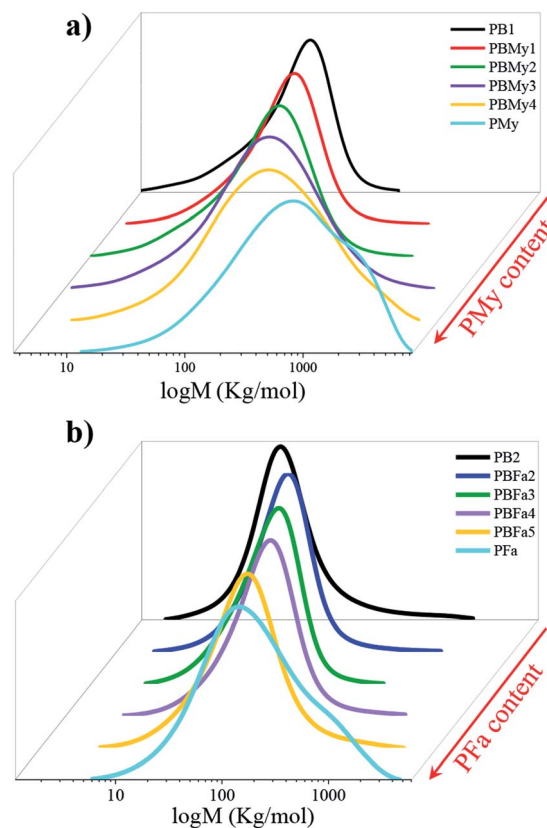 a)
PB1
PBMy1
PBMy2
PBMy3
PBMy4
PMy
PMy content
10
100
1000
logM (Kg/mol)
b)
PB2
PBFa2
PBFa3
PBFa4
PBFa5
PFa
PFa content
10
100
1000
logM (Kg/mol)